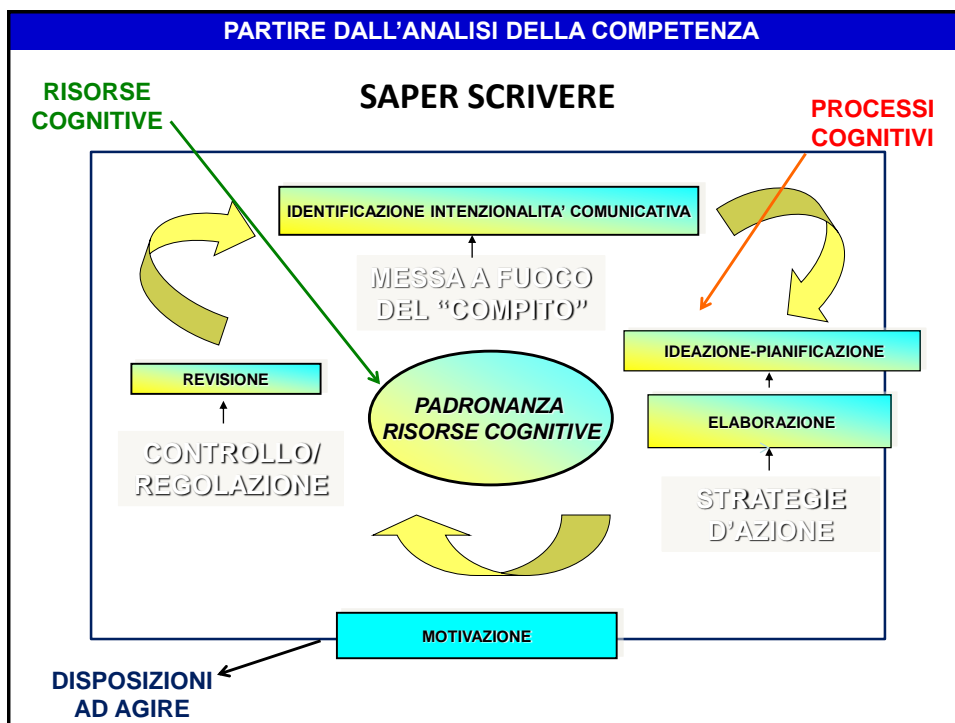 PARTIRE DALL’ANALISI DELLA COMPETENZA
RISORSE
COGNITIVE
SAPER SCRIVERE
PROCESSI
COGNITIVI
IDENTIFICAZIONE INTENZIONALITA’ COMUNICATIVA
MESSA A FUOCO
DEL “COMPITO”
IDEAZIONE-PIANIFICAZIONE
REVISIONE
PADRONANZA
RISORSE COGNITIVE
ELABORAZIONE
CONTROLLO/
REGOLAZIONE
STRATEGIE
D’AZIONE
MOTIVAZIONE
DISPOSIZIONI
AD AGIRE